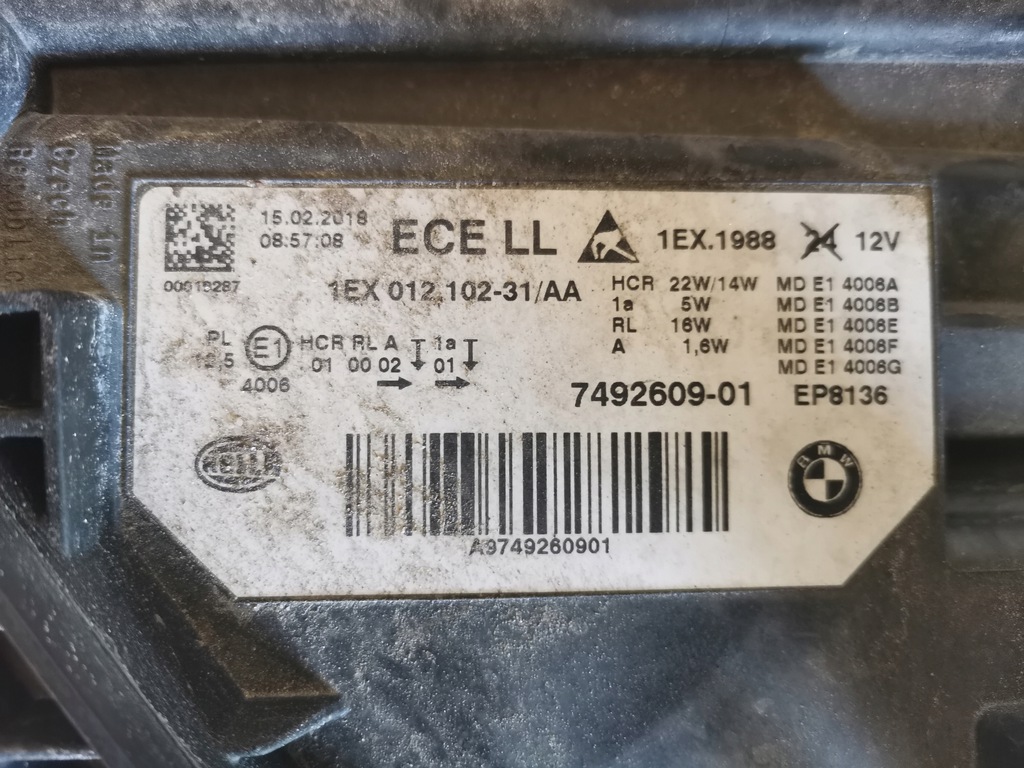 Made in
Czech
Republic
15.02.2018
08:57:08
ECE LL
1EX.1988
24
12V
1EX 012.102-31/AA
HCR 22W/14W MD E1 4006A
1a 5W MD E1 4006B
RL 16W MD E1 4006E
A 1,6W MD E1 4006F
MD E1 4006G
PL
E1
HCR RL A 1a
01 00 02 01
4006
7492609-01
EP8136
HELLA
BMW
A9749260901